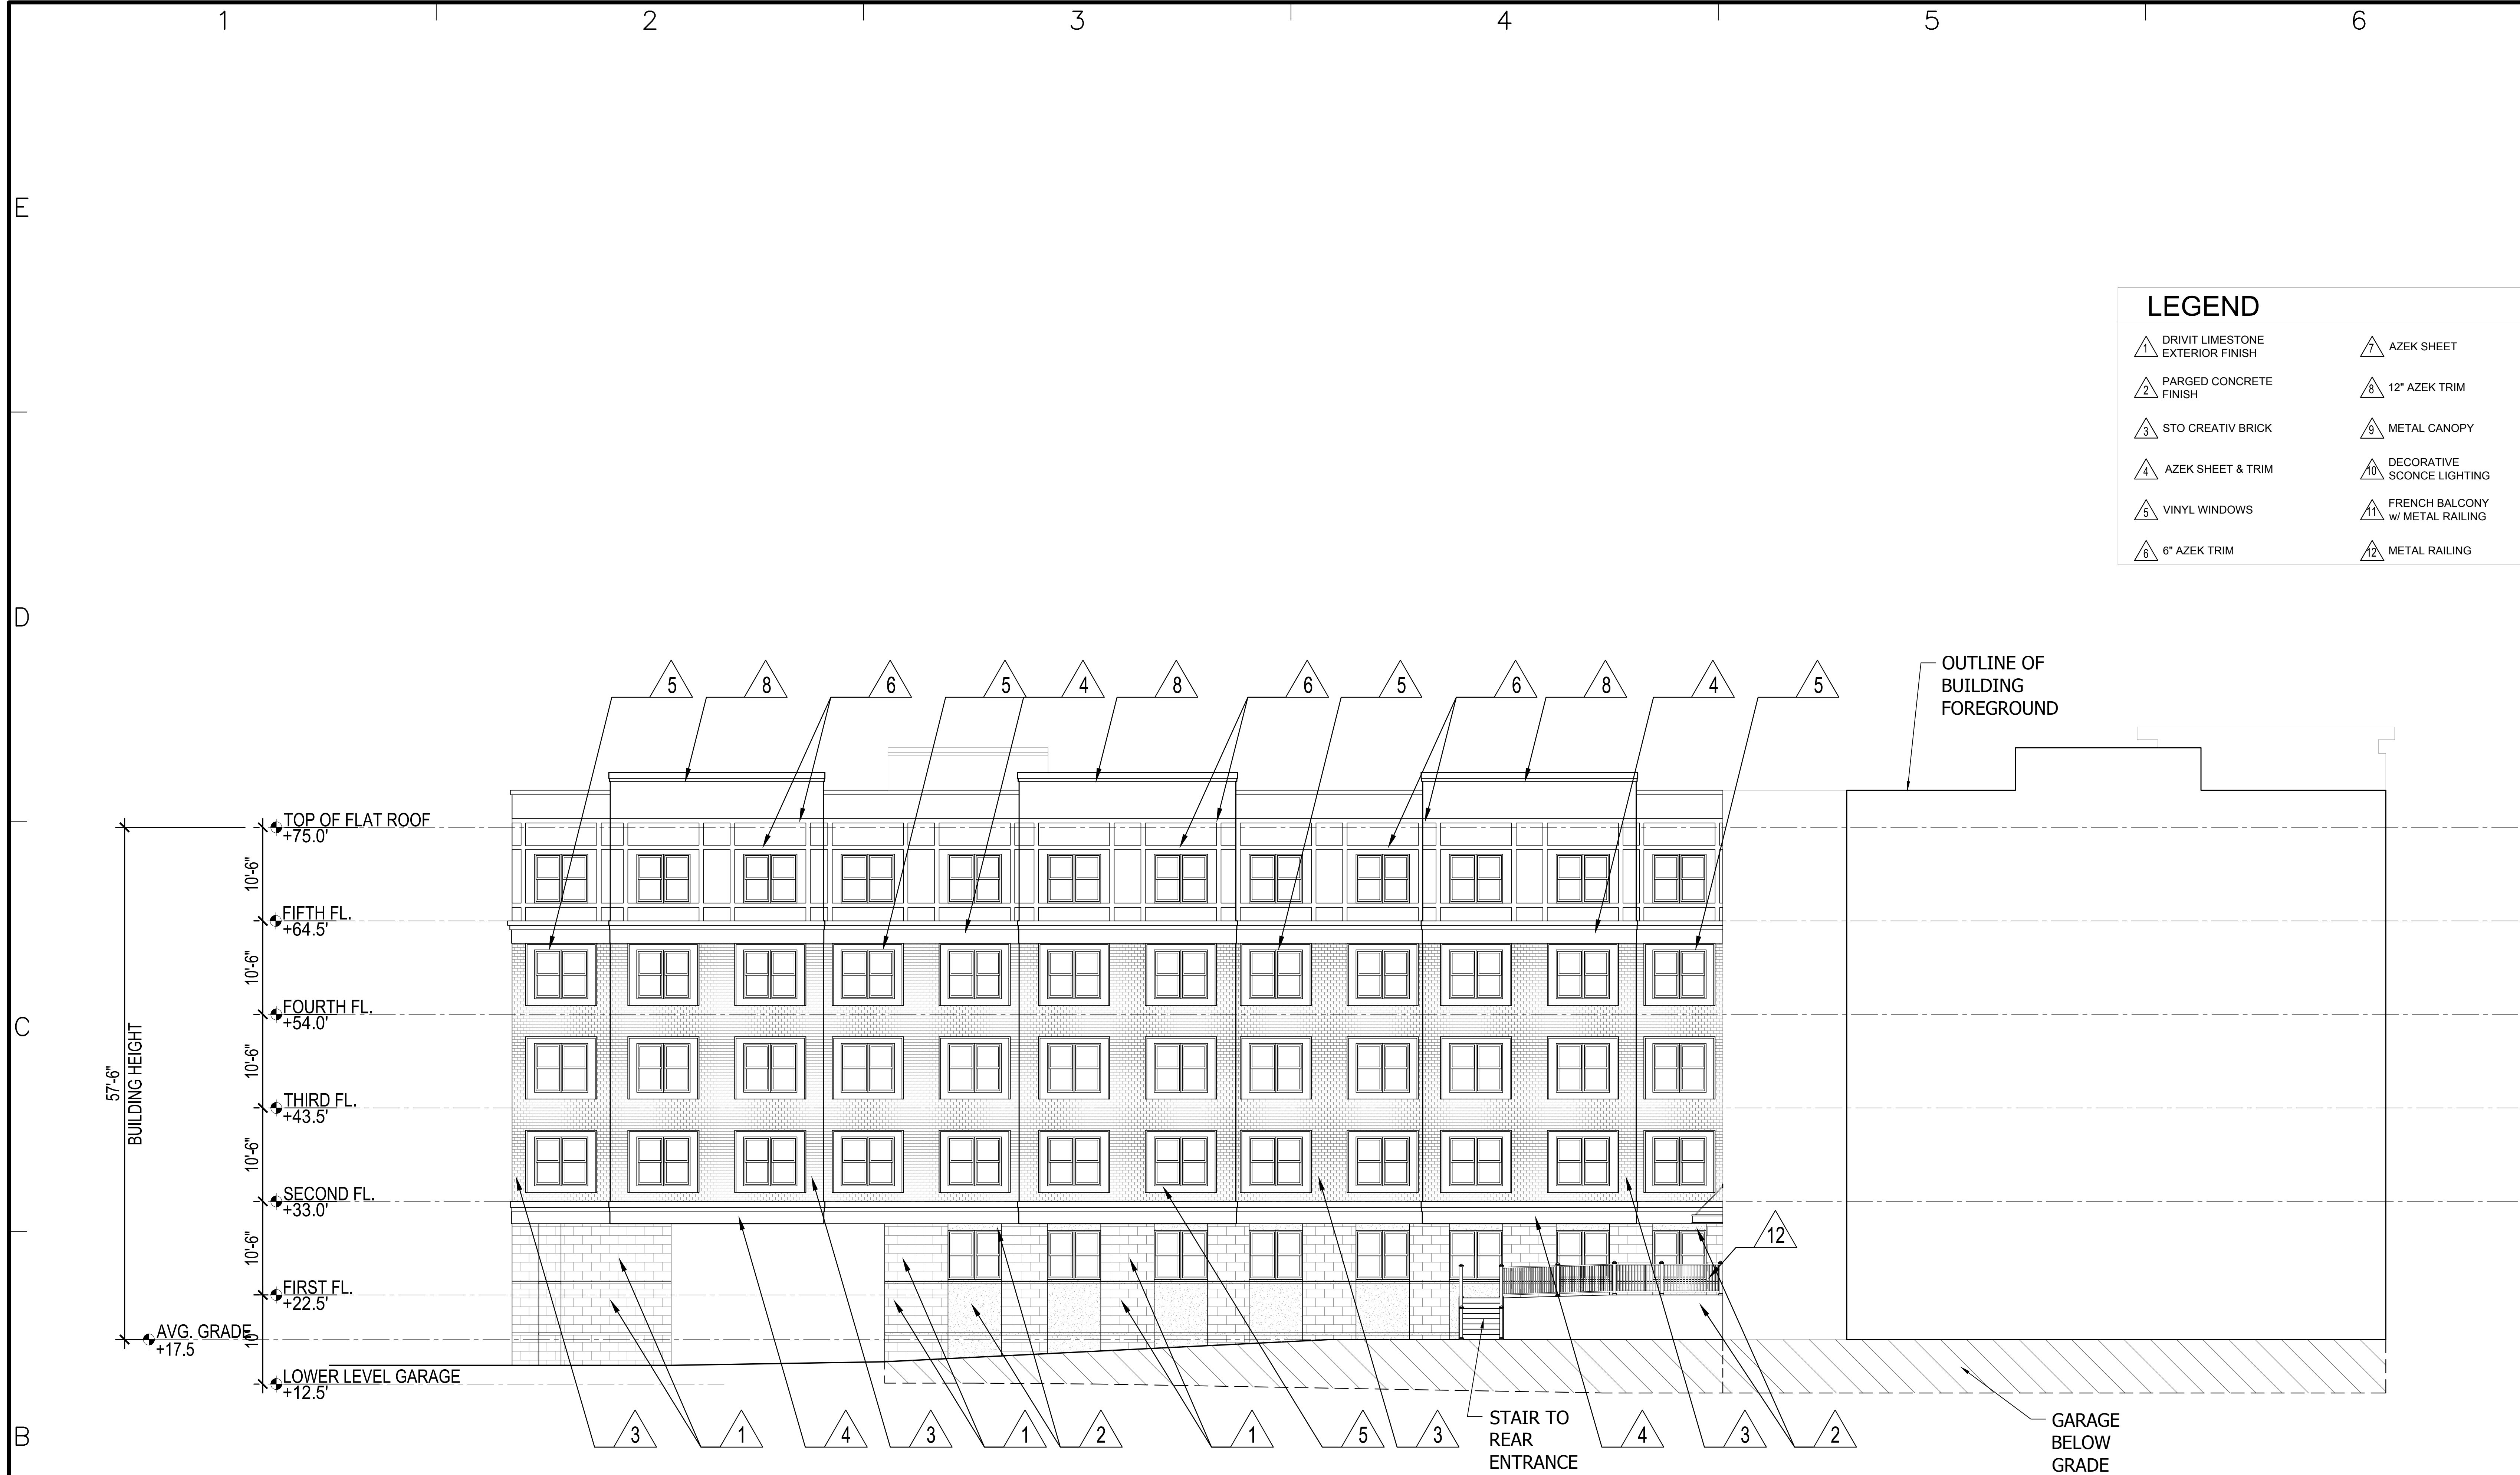 1 2 3 4 5 6
E
D
C
B
LEGEND
1 DRIVIT LIMESTONE
EXTERIOR FINISH
2 PARGED CONCRETE
FINISH
3 STO CREATIV BRICK
4 AZEK SHEET & TRIM
5 VINYL WINDOWS
6 6" AZEK TRIM
7 AZEK SHEET
8 12" AZEK TRIM
9 METAL CANOPY
10 DECORATIVE
SCONCE LIGHTING
11 FRENCH BALCONY
w/ METAL RAILING
12 METAL RAILING
5 8 6 5 4 8 6 5 6 8 4 5
OUTLINE OF
BUILDING
FOREGROUND
TOP OF FLAT ROOF
+75.0'
10'-6"
FIFTH FL.
+64.5'
10'-6"
FOURTH FL.
+54.0'
10'-6"
THIRD FL.
+43.5'
10'-6"
SECOND FL.
+33.0'
10'-6"
FIRST FL.
+22.5'
10'
AVG. GRADE
+17.5
LOWER LEVEL GARAGE
+12.5'
57'-6"
BUILDING HEIGHT
12
3 1 4 3 1 2 1 5 3
STAIR TO
REAR
ENTRANCE
4 3 2
GARAGE
BELOW
GRADE